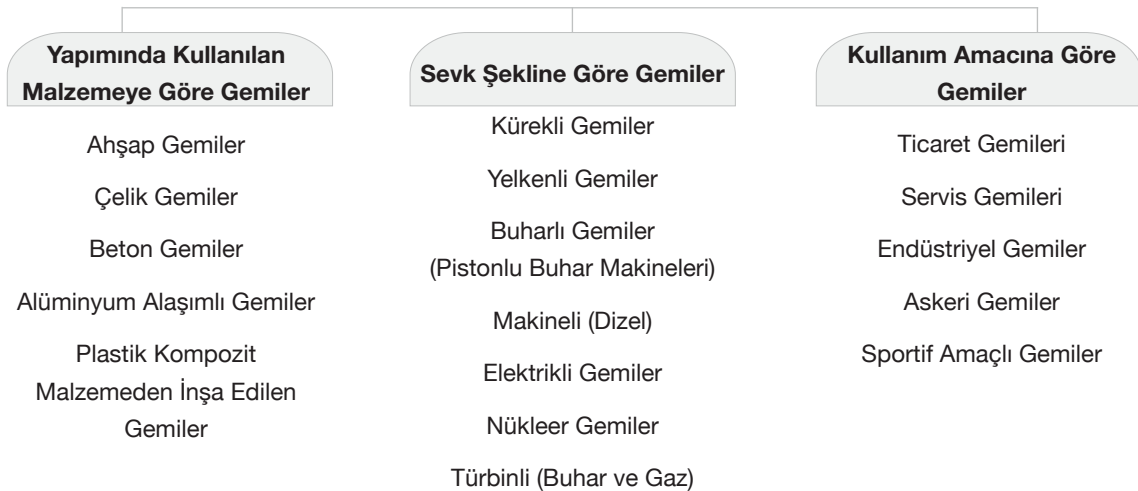 Yapımında Kullanılan
Malzemeye Göre Gemiler
Ahşap Gemiler
Çelik Gemiler
Beton Gemiler
Alüminyum Alaşımlı Gemiler
Plastik Kompozit
Malzemeden İnşa Edilen
Gemiler
Sevk Şekline Göre Gemiler
Kürekli Gemiler
Yelkenli Gemiler
Buharlı Gemiler
(Pistonlu Buhar Makineleri)
Makineli (Dizel)
Elektrikli Gemiler
Nükleer Gemiler
Türbinli (Buhar ve Gaz)
Kullanım Amacına Göre
Gemiler
Ticaret Gemileri
Servis Gemileri
Endüstriyel Gemiler
Askeri Gemiler
Sportif Amaçlı Gemiler